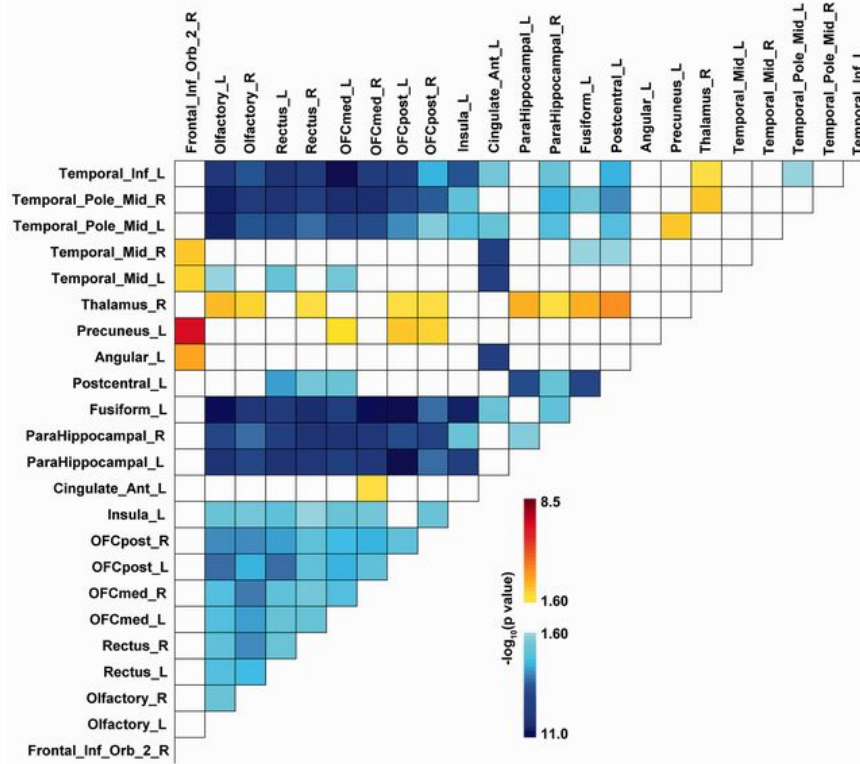 Frontal_Inf_Orb_2_R
Olfactory_L
Olfactory_R
Rectus_L
Rectus_R
OFCmed_L
OFCmed_R
OFCpost_L
OFCpost_R
Insula_L
Cingulate_Ant_L
ParaHippocampal_L
ParaHippocampal_R
Fusiform_L
Postcentral_L
Angular_L
Precuneus_L
Thalamus_R
Temporal_Mid_L
Temporal_Mid_R
Temporal_Pole_Mid_L
Temporal_Pole_Mid_R
Temporal_Inf_L
Temporal_Inf_L
Temporal_Pole_Mid_R
Temporal_Pole_Mid_L
Temporal_Mid_R
Temporal_Mid_L
Thalamus_R
Precuneus_L
Angular_L
Postcentral_L
Fusiform_L
ParaHippocampal_R
ParaHippocampal_L
Cingulate_Ant_L
Insula_L
OFCpost_R
OFCpost_L
OFCmed_R
OFCmed_L
Rectus_R
Rectus_L
Olfactory_R
Olfactory_L
Frontal_Inf_Orb_2_R
8.5
1.60
1.60
11.0
-log10(p value)